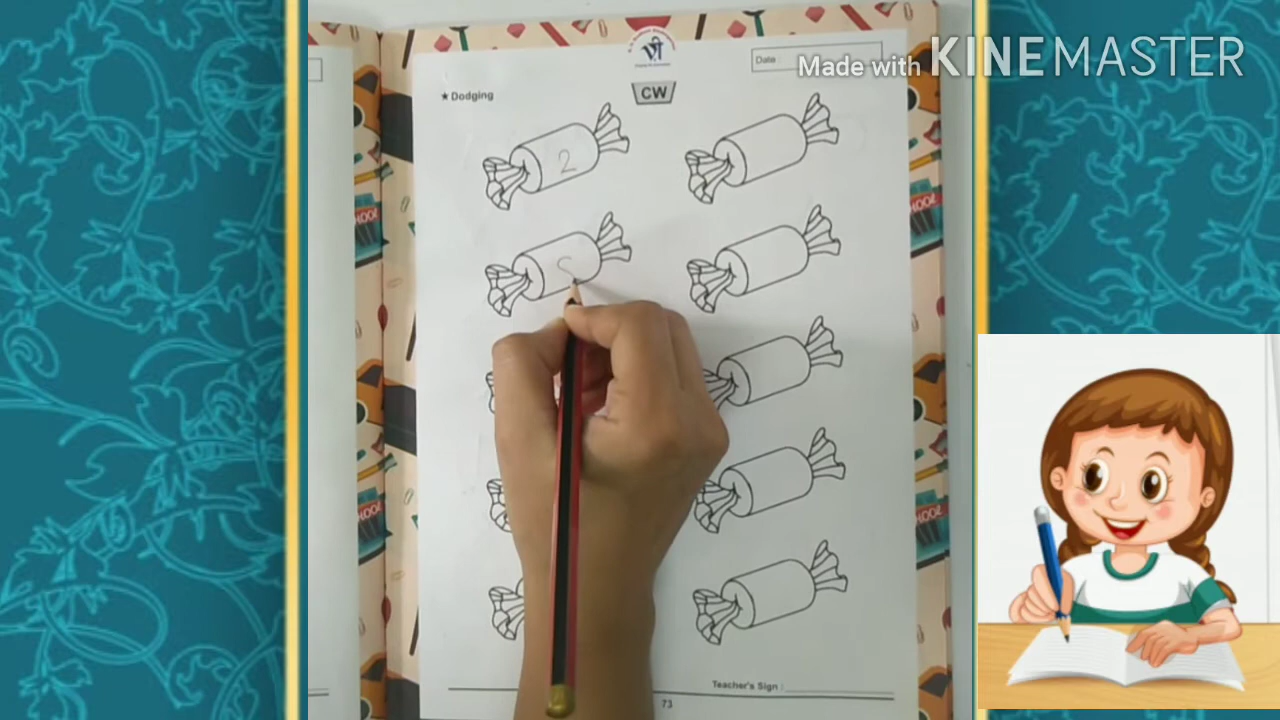 Made with KINEMASTER
श्री
Date :
★ Dodging
CW
2
Teacher's Sign :
73